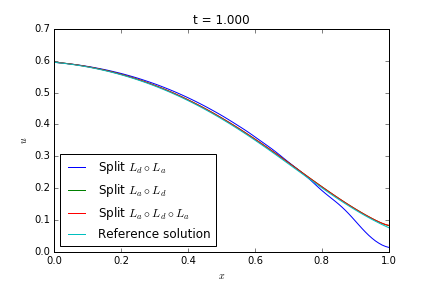 t = 1.000
0.7
0.6
0.5
0.4
0.3
0.2
0.1
0.0
u
Split L_d ∘ L_a
Split L_a ∘ L_d
Split L_a ∘ L_d ∘ L_a
Reference solution
0.0 0.2 0.4 0.6 0.8 1.0
x